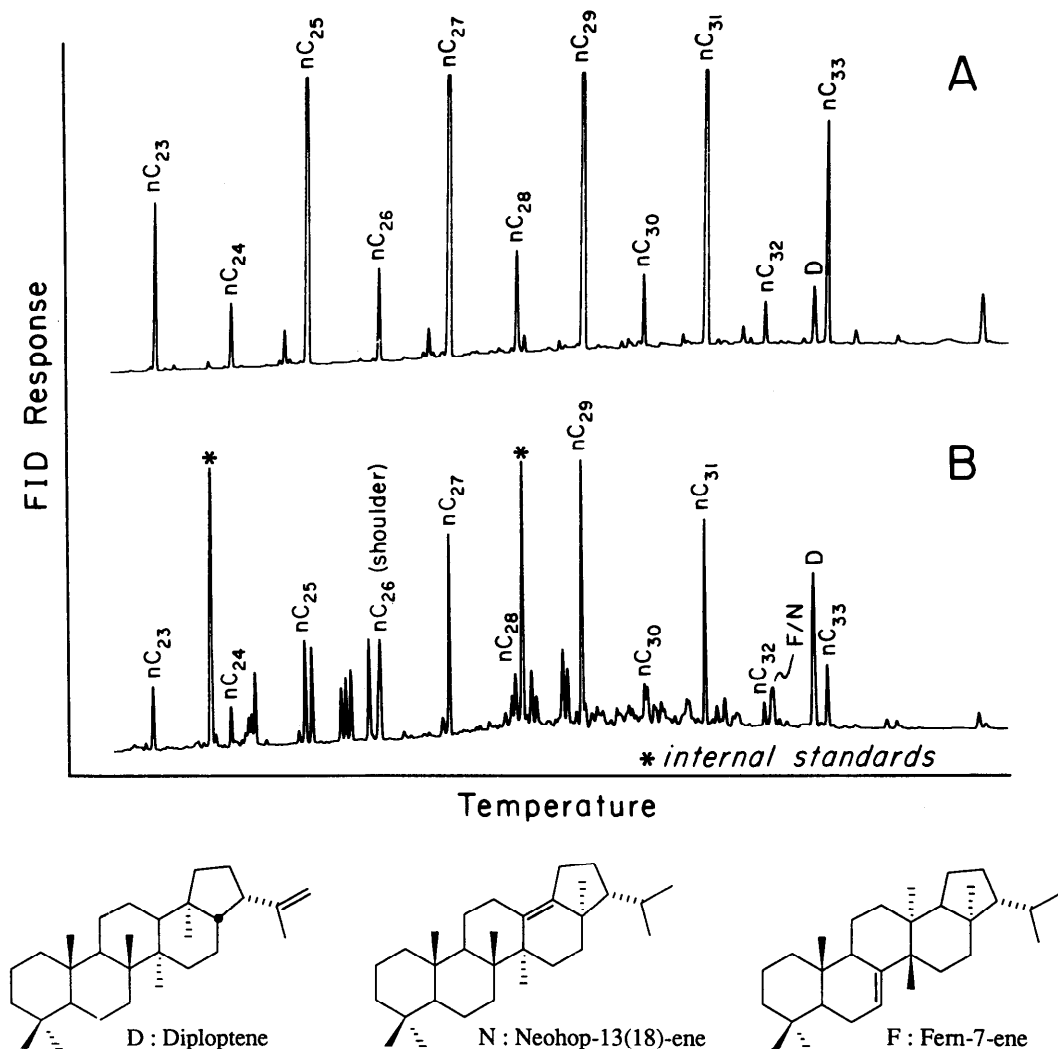 A
nC23
nC24
nC25
nC26
nC27
nC28
nC29
nC30
nC31
nC32
D
nC33
FID Response
B
nC23
*
nC24
nC25
nC26 (shoulder)
nC27
nC28
*
nC29
nC30
nC31
nC32
F/N
D
nC33
* internal standards
Temperature
D : Diploptene
N : Neohop-13(18)-ene
F : Fern-7-ene